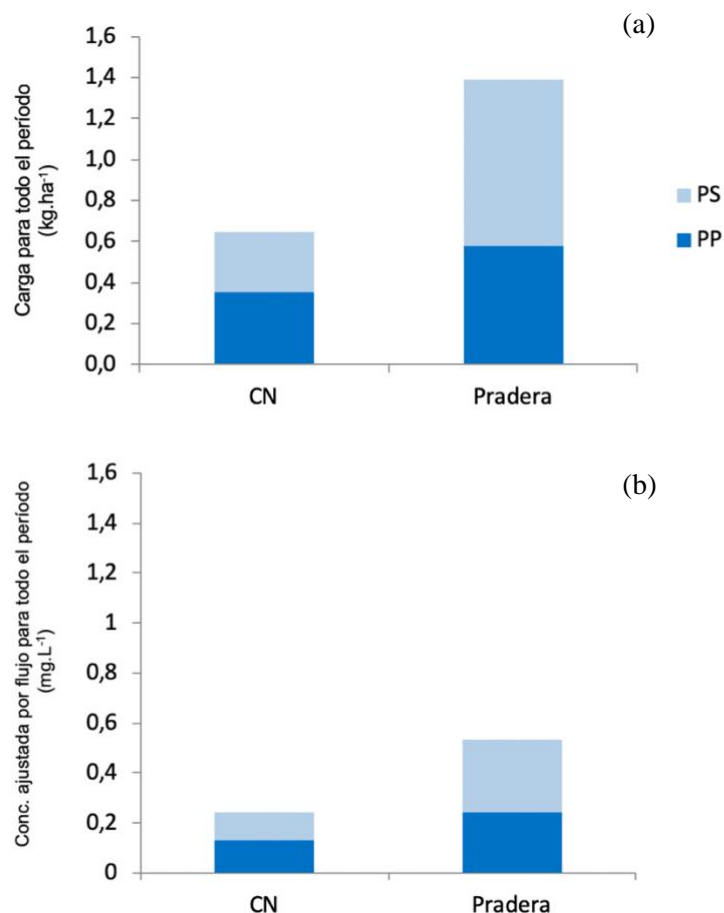 (a)
1,6
1,4
1,2
1,0
0,8
0,6
0,4
0,2
0,0
Carga para todo el período
(kg.ha⁻¹)
CN
Pradera
PS
PP
(b)
1,6
1,4
1,2
1
0,8
0,6
0,4
0,2
0
Conc. ajustada por flujo para todo el período
(mg.L⁻¹)
CN
Pradera